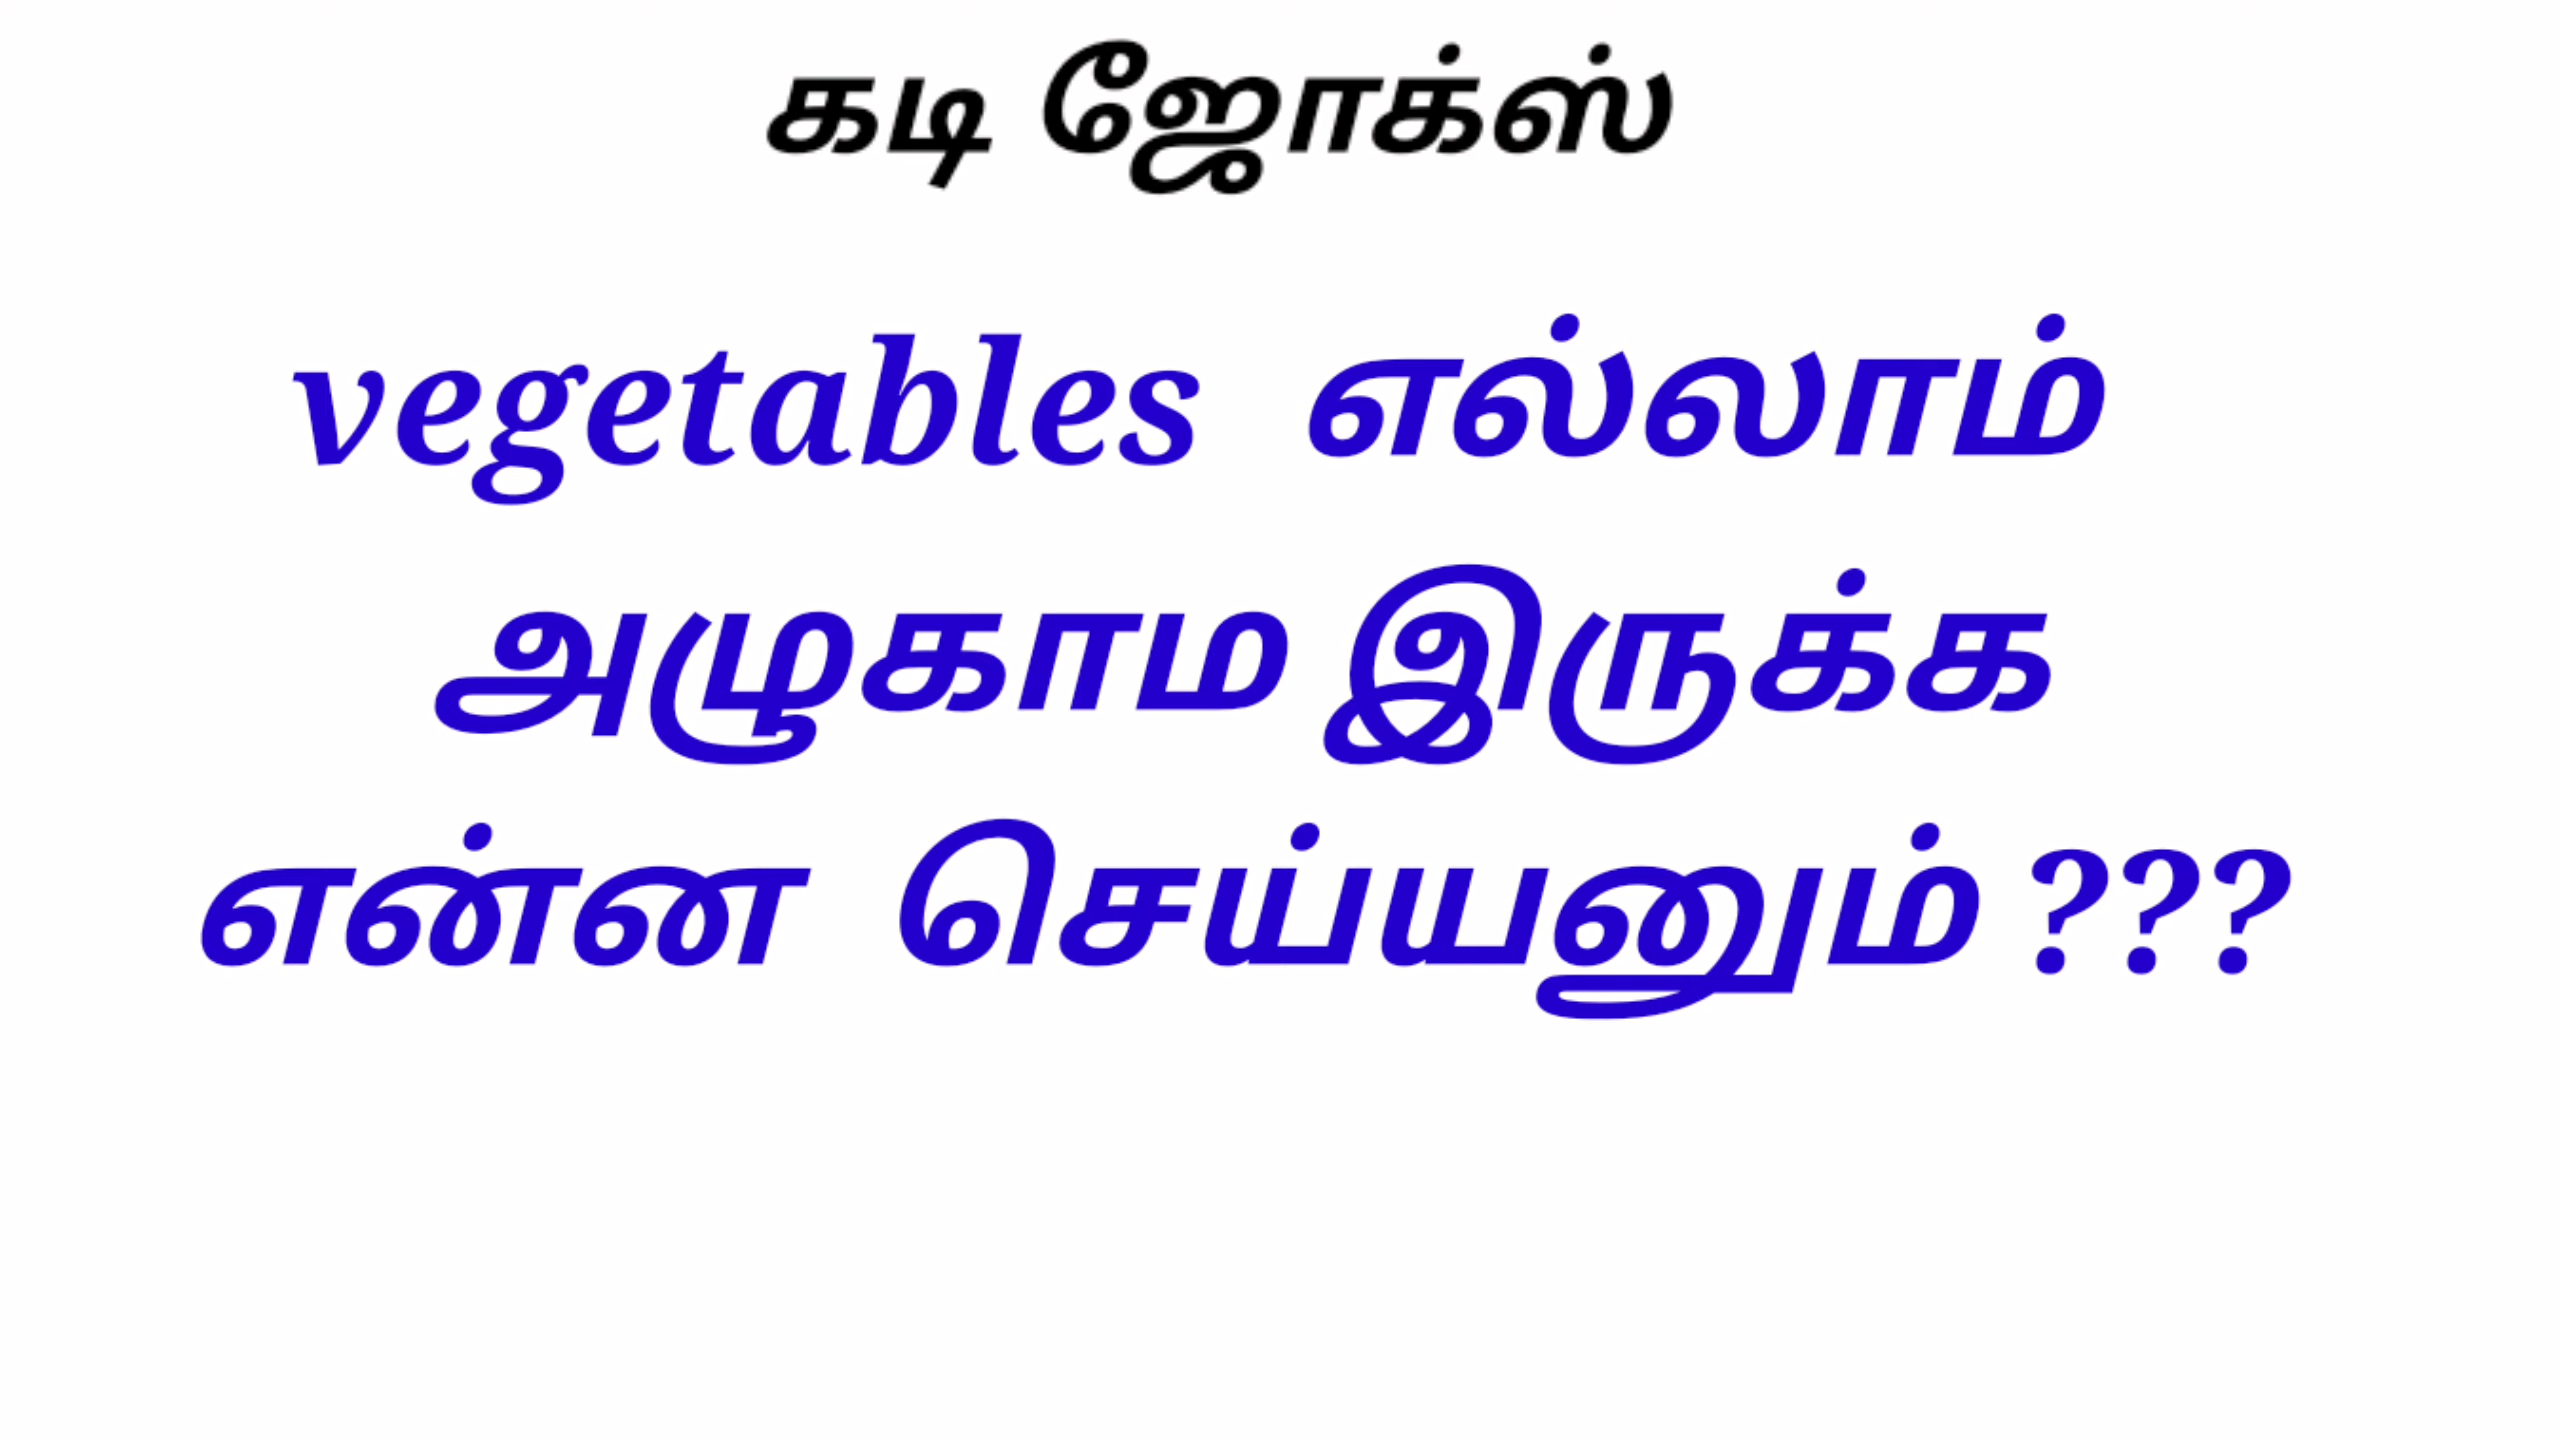 கடி ஜோக்ஸ்
vegetables எல்லாம்
அழுகாம இருக்க
என்ன செய்யனும் ???